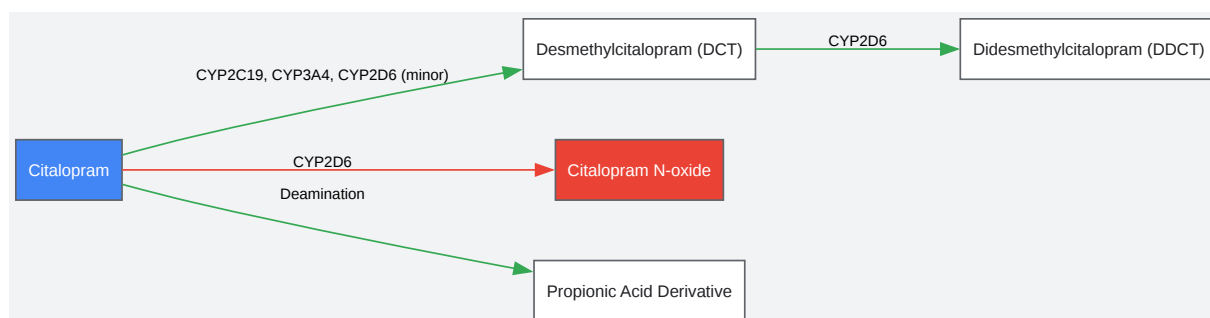 Desmethylcitalopram (DCT)
CYP2D6
Didesmethylcitalopram (DDCT)
CYP2C19, CYP3A4, CYP2D6 (minor)
Citalopram
CYP2D6
Citalopram N-oxide
Deamination
Propionic Acid Derivative